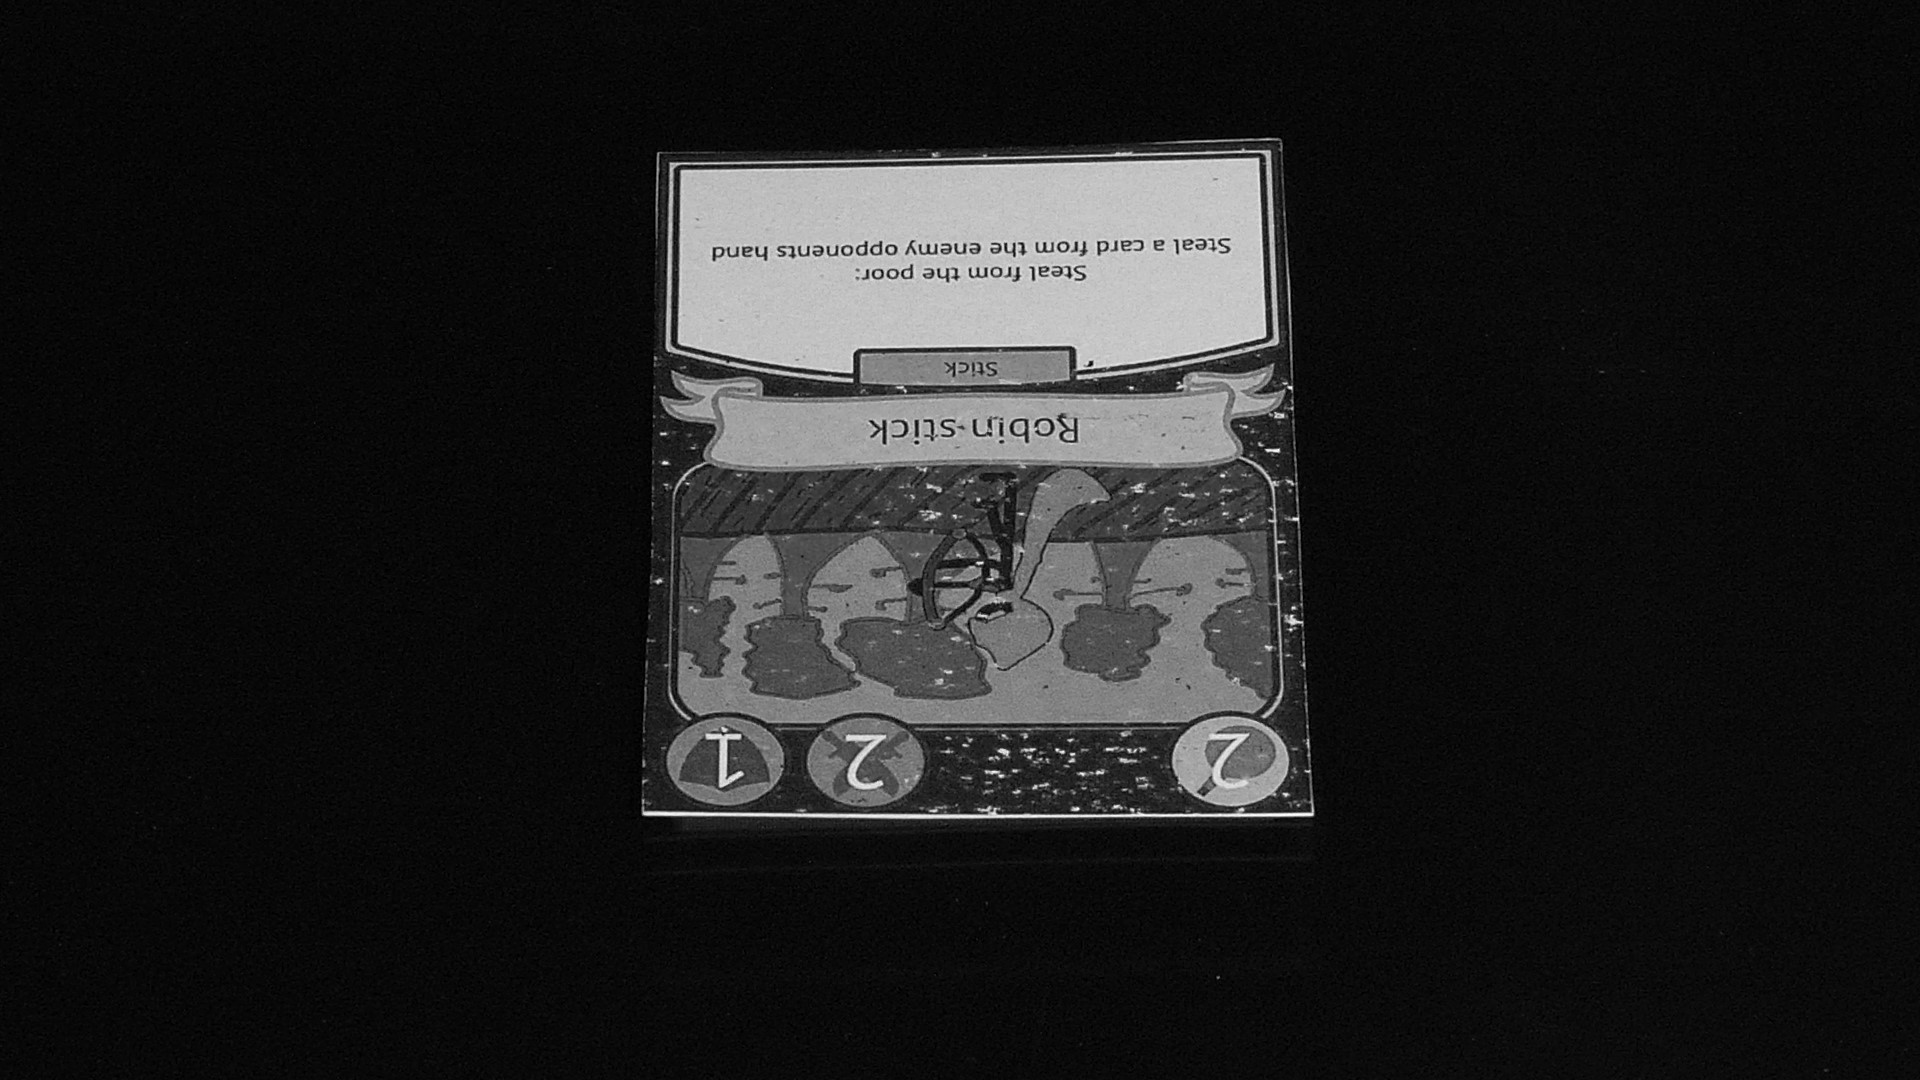 2 2 1
Robin-stick
Stick
Steal from the poor:
Steal a card from the enemy opponents hand